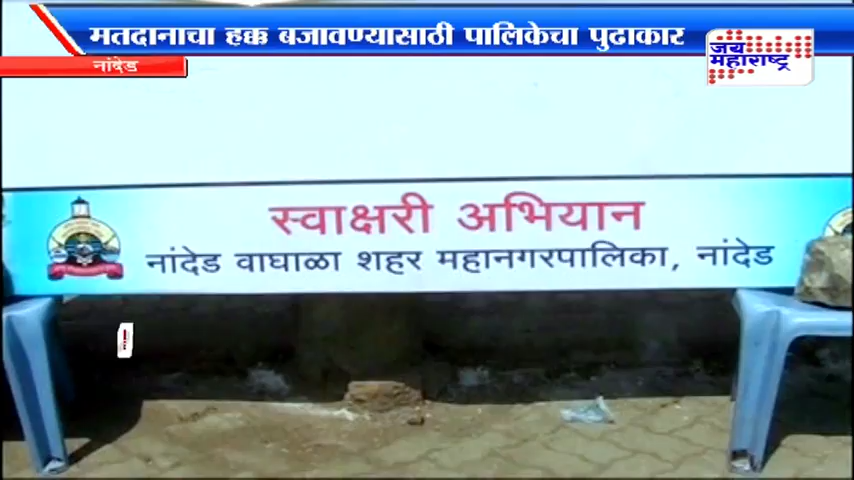 मतदानाचा हक्क बजावण्यासाठी पालिकेचा पुढाकार
नांदेड
जय
महाराष्ट्र
स्वाक्षरी अभियान
नांदेड वाघाळा शहर महानगरपालिका, नांदेड